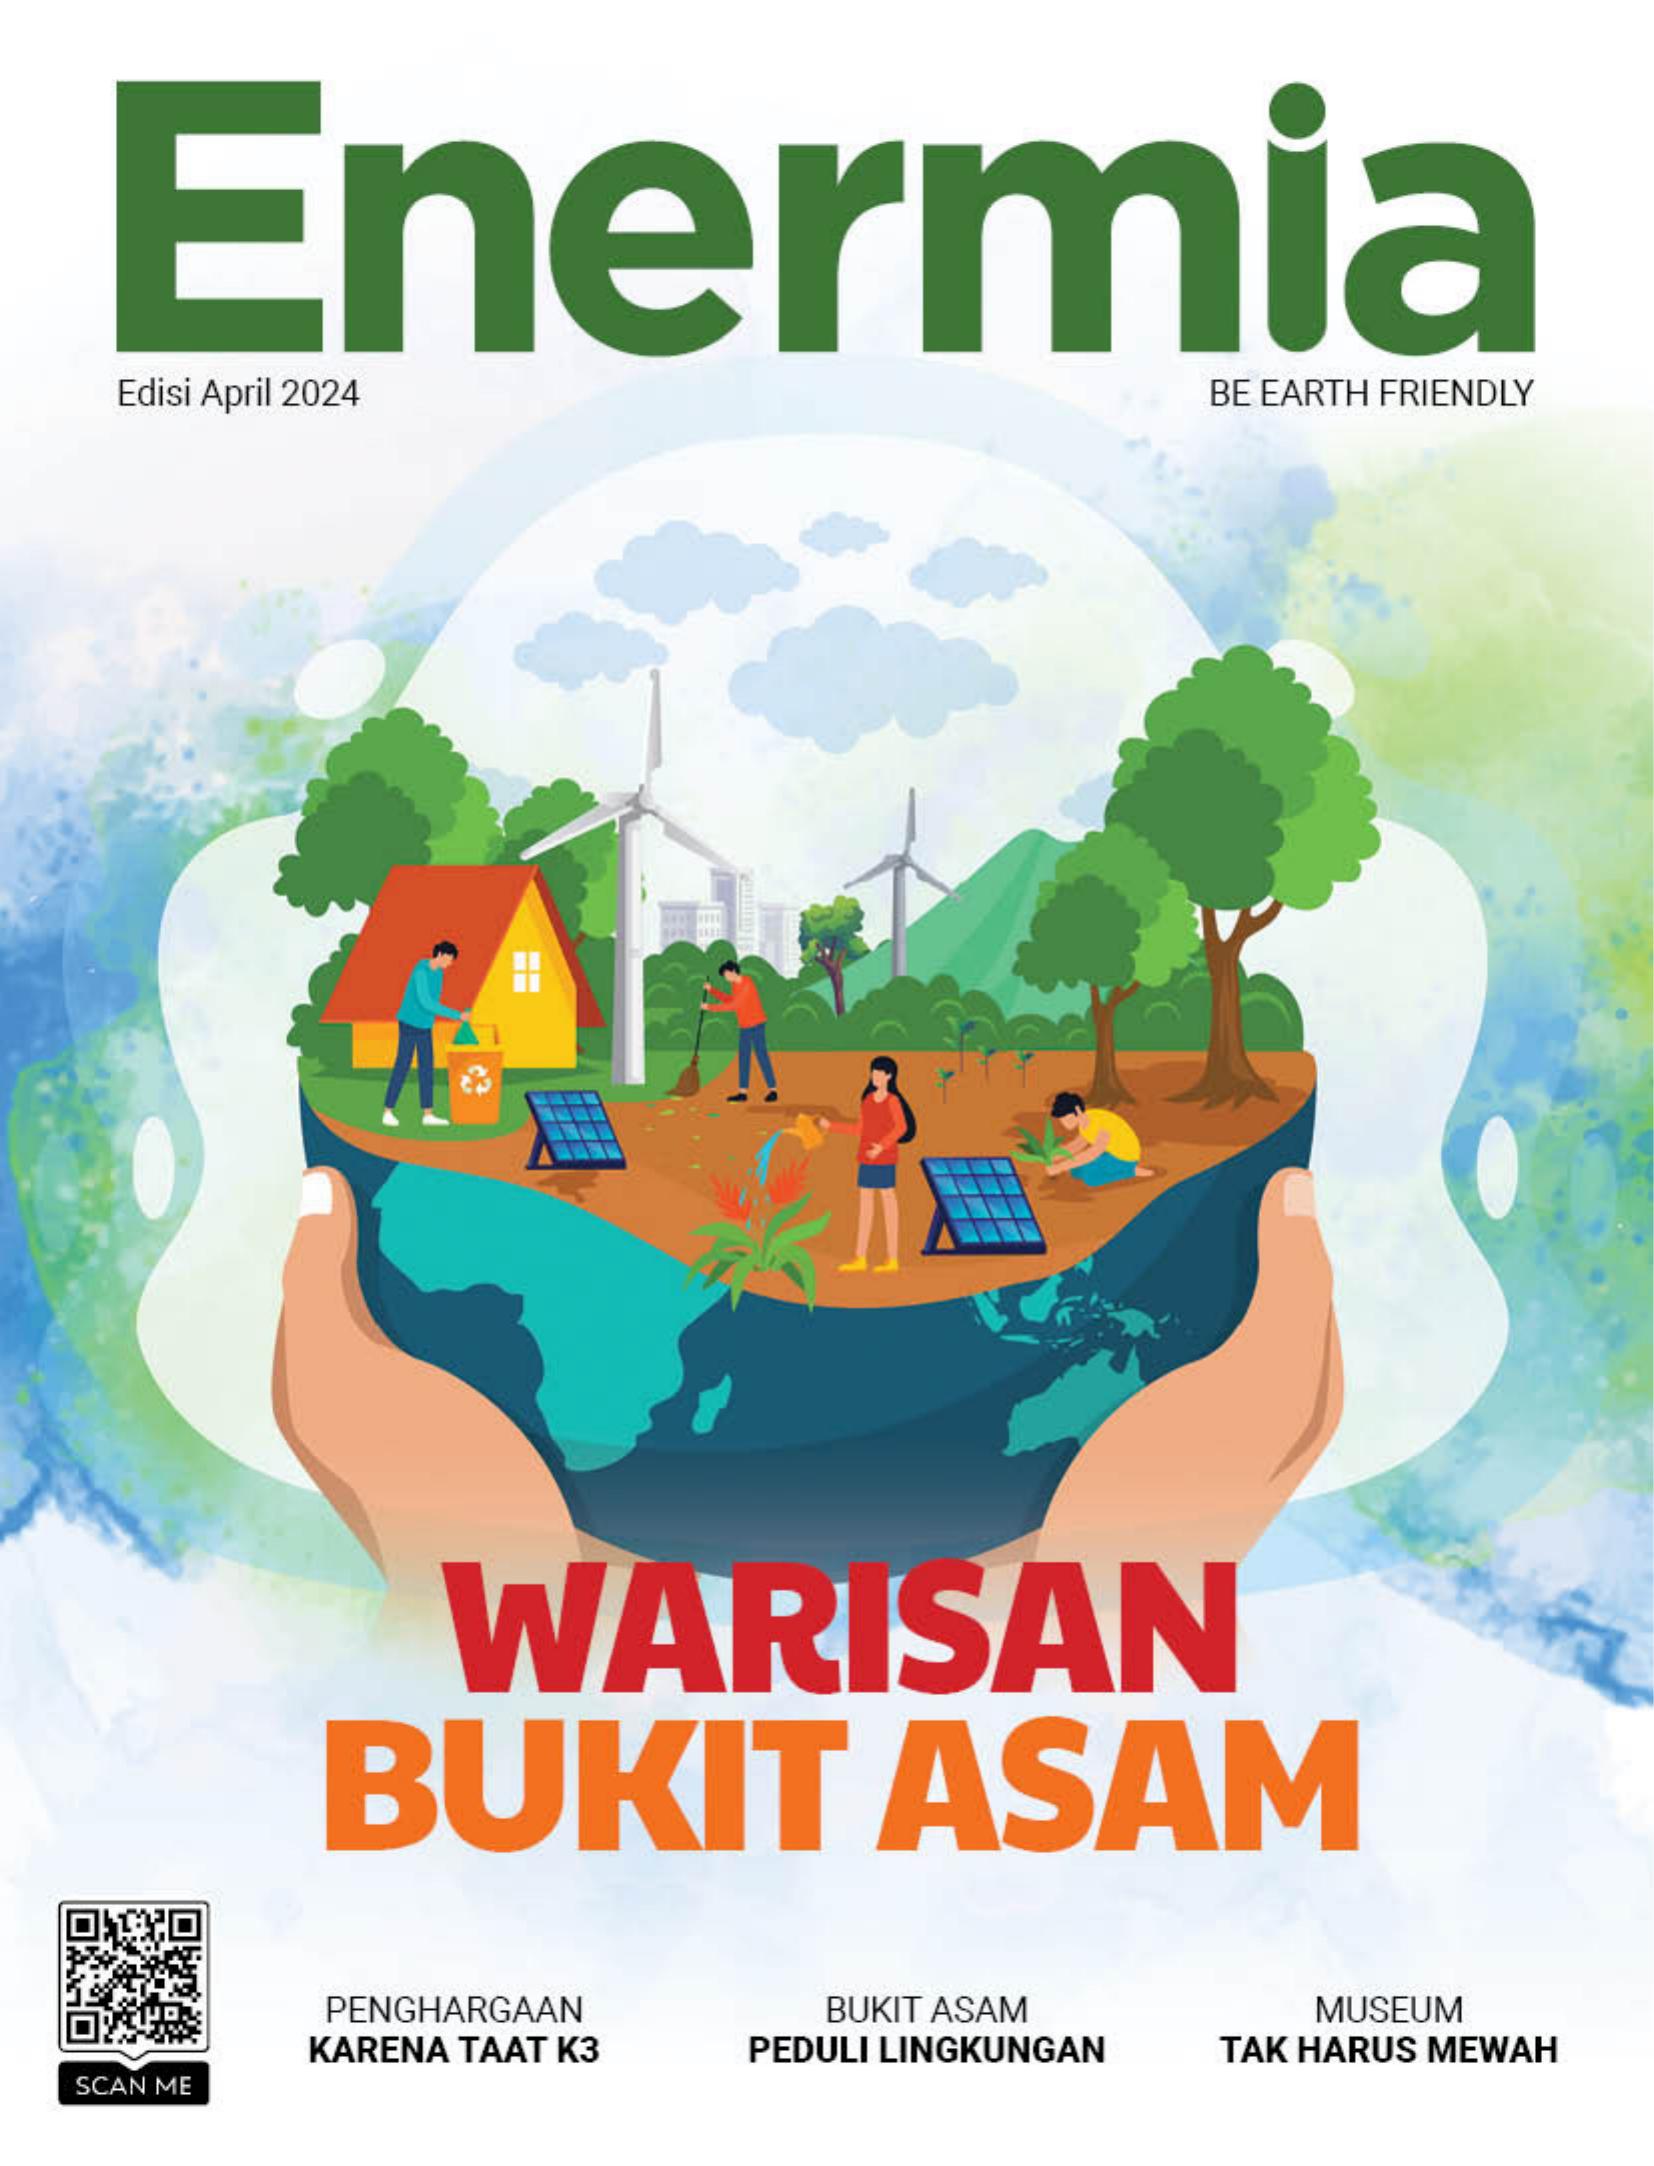 Enermia
Edisi April 2024
BE EARTH FRIENDLY
WARISAN
BUKIT ASAM
SCAN ME
PENGHARGAAN
KARENA TAAT K3
BUKIT ASAM
PEDULI LINGKUNGAN
MUSEUM
TAK HARUS MEWAH